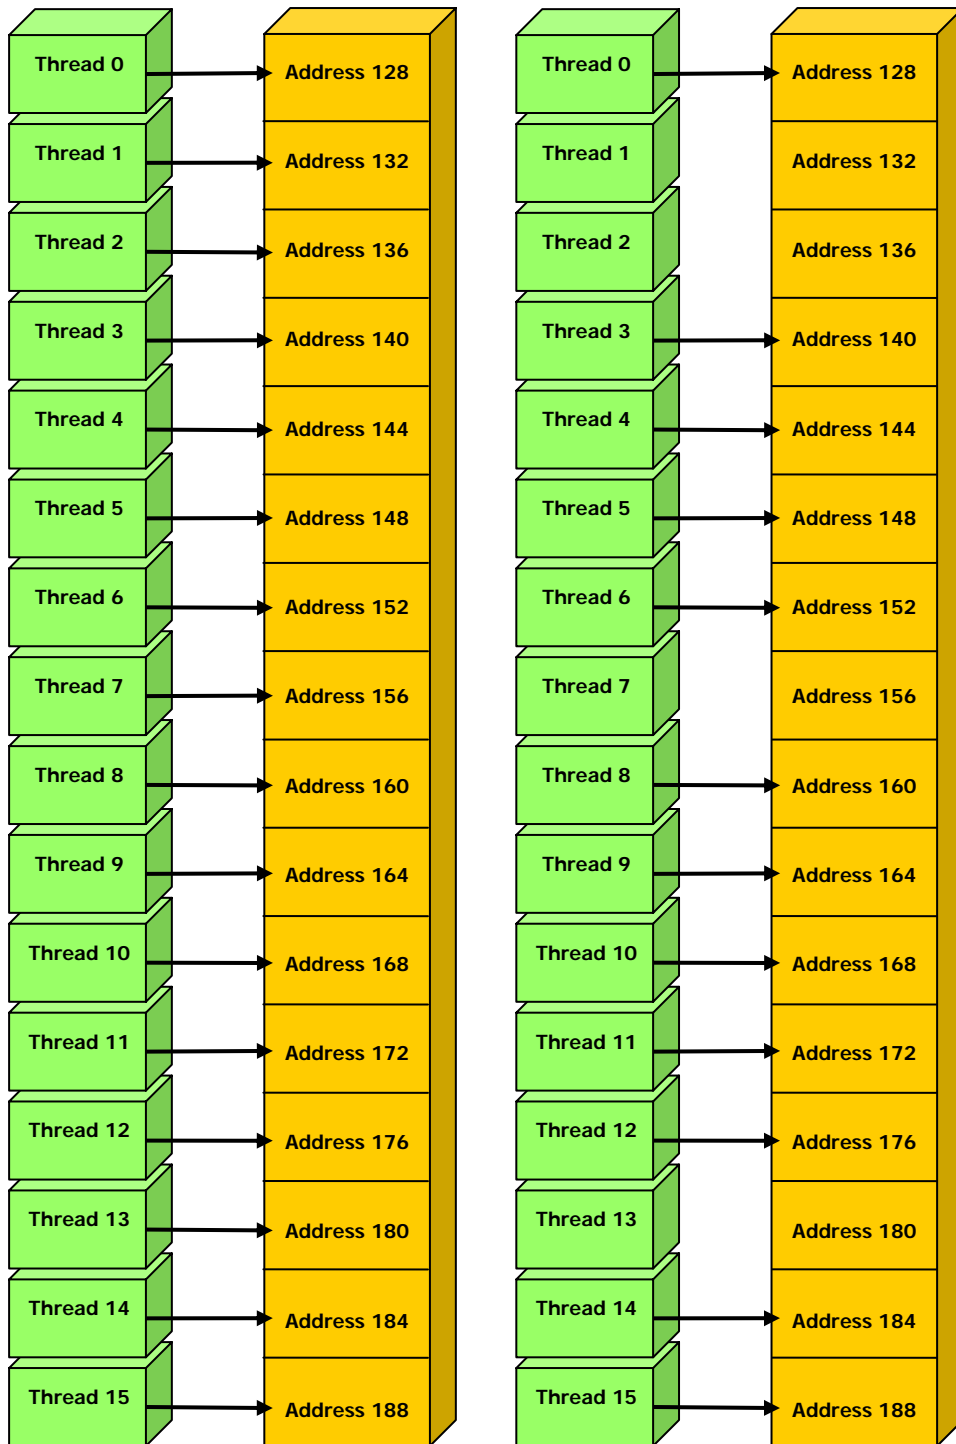 Thread 0 Address 128 Thread 0 Address 128
Thread 1 Address 132 Thread 1 Address 132
Thread 2 Address 136 Thread 2 Address 136
Thread 3 Address 140 Thread 3 Address 140
Thread 4 Address 144 Thread 4 Address 144
Thread 5 Address 148 Thread 5 Address 148
Thread 6 Address 152 Thread 6 Address 152
Thread 7 Address 156 Thread 7 Address 156
Thread 8 Address 160 Thread 8 Address 160
Thread 9 Address 164 Thread 9 Address 164
Thread 10 Address 168 Thread 10 Address 168
Thread 11 Address 172 Thread 11 Address 172
Thread 12 Address 176 Thread 12 Address 176
Thread 13 Address 180 Thread 13 Address 180
Thread 14 Address 184 Thread 14 Address 184
Thread 15 Address 188 Thread 15 Address 188